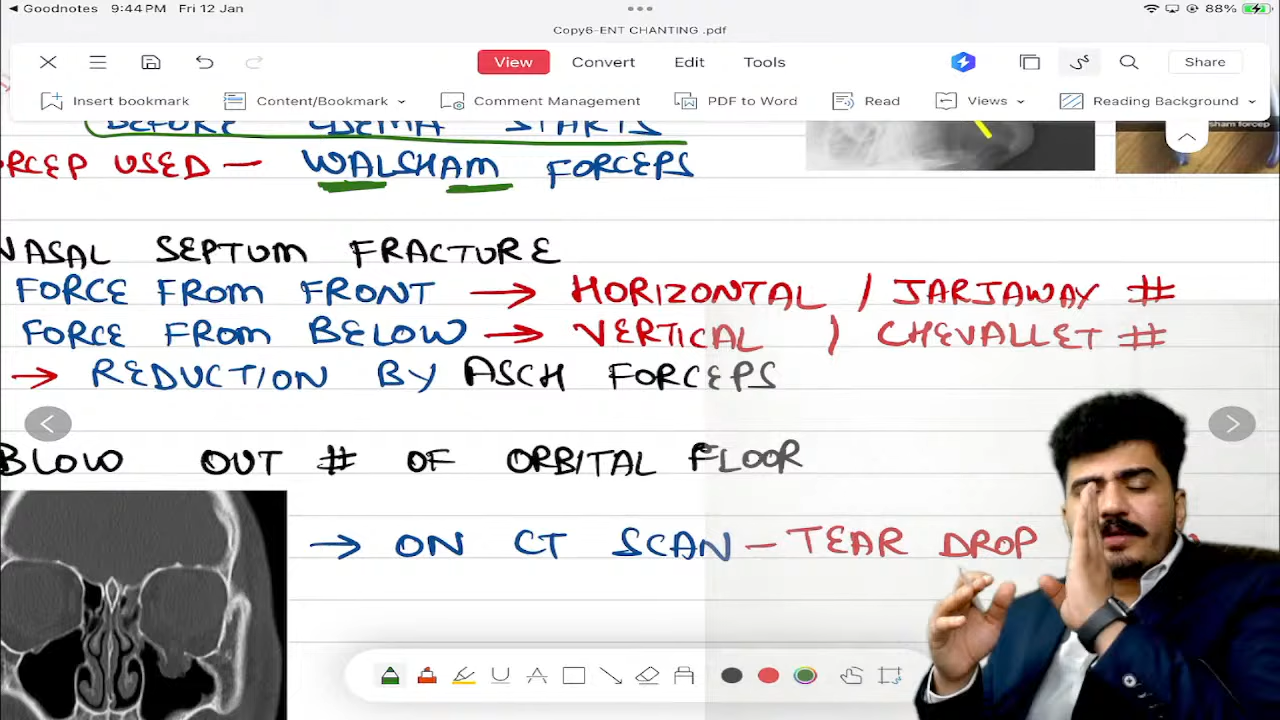 Goodnotes 9:44 PM Fri 12 Jan 88%
Copy6-ENT CHANTING .pdf
View Convert Edit Tools Share
Insert bookmark Content/Bookmark Comment Management PDF to Word Read Views Reading Background
BEFORE EDEMA STARTS
RCEP USED — WALSHAM FORCEPS
sham forcep
NASAL SEPTUM FRACTURE
FORCE FROM FRONT → HORIZONTAL / JARJAWAY #
FORCE FROM BELOW → VERTICAL / CHEVALLET #
→ REDUCTION BY ASCH FORCEPS
BLOW OUT # OF ORBITAL FLOOR
→ ON CT SCAN — TEAR DROP